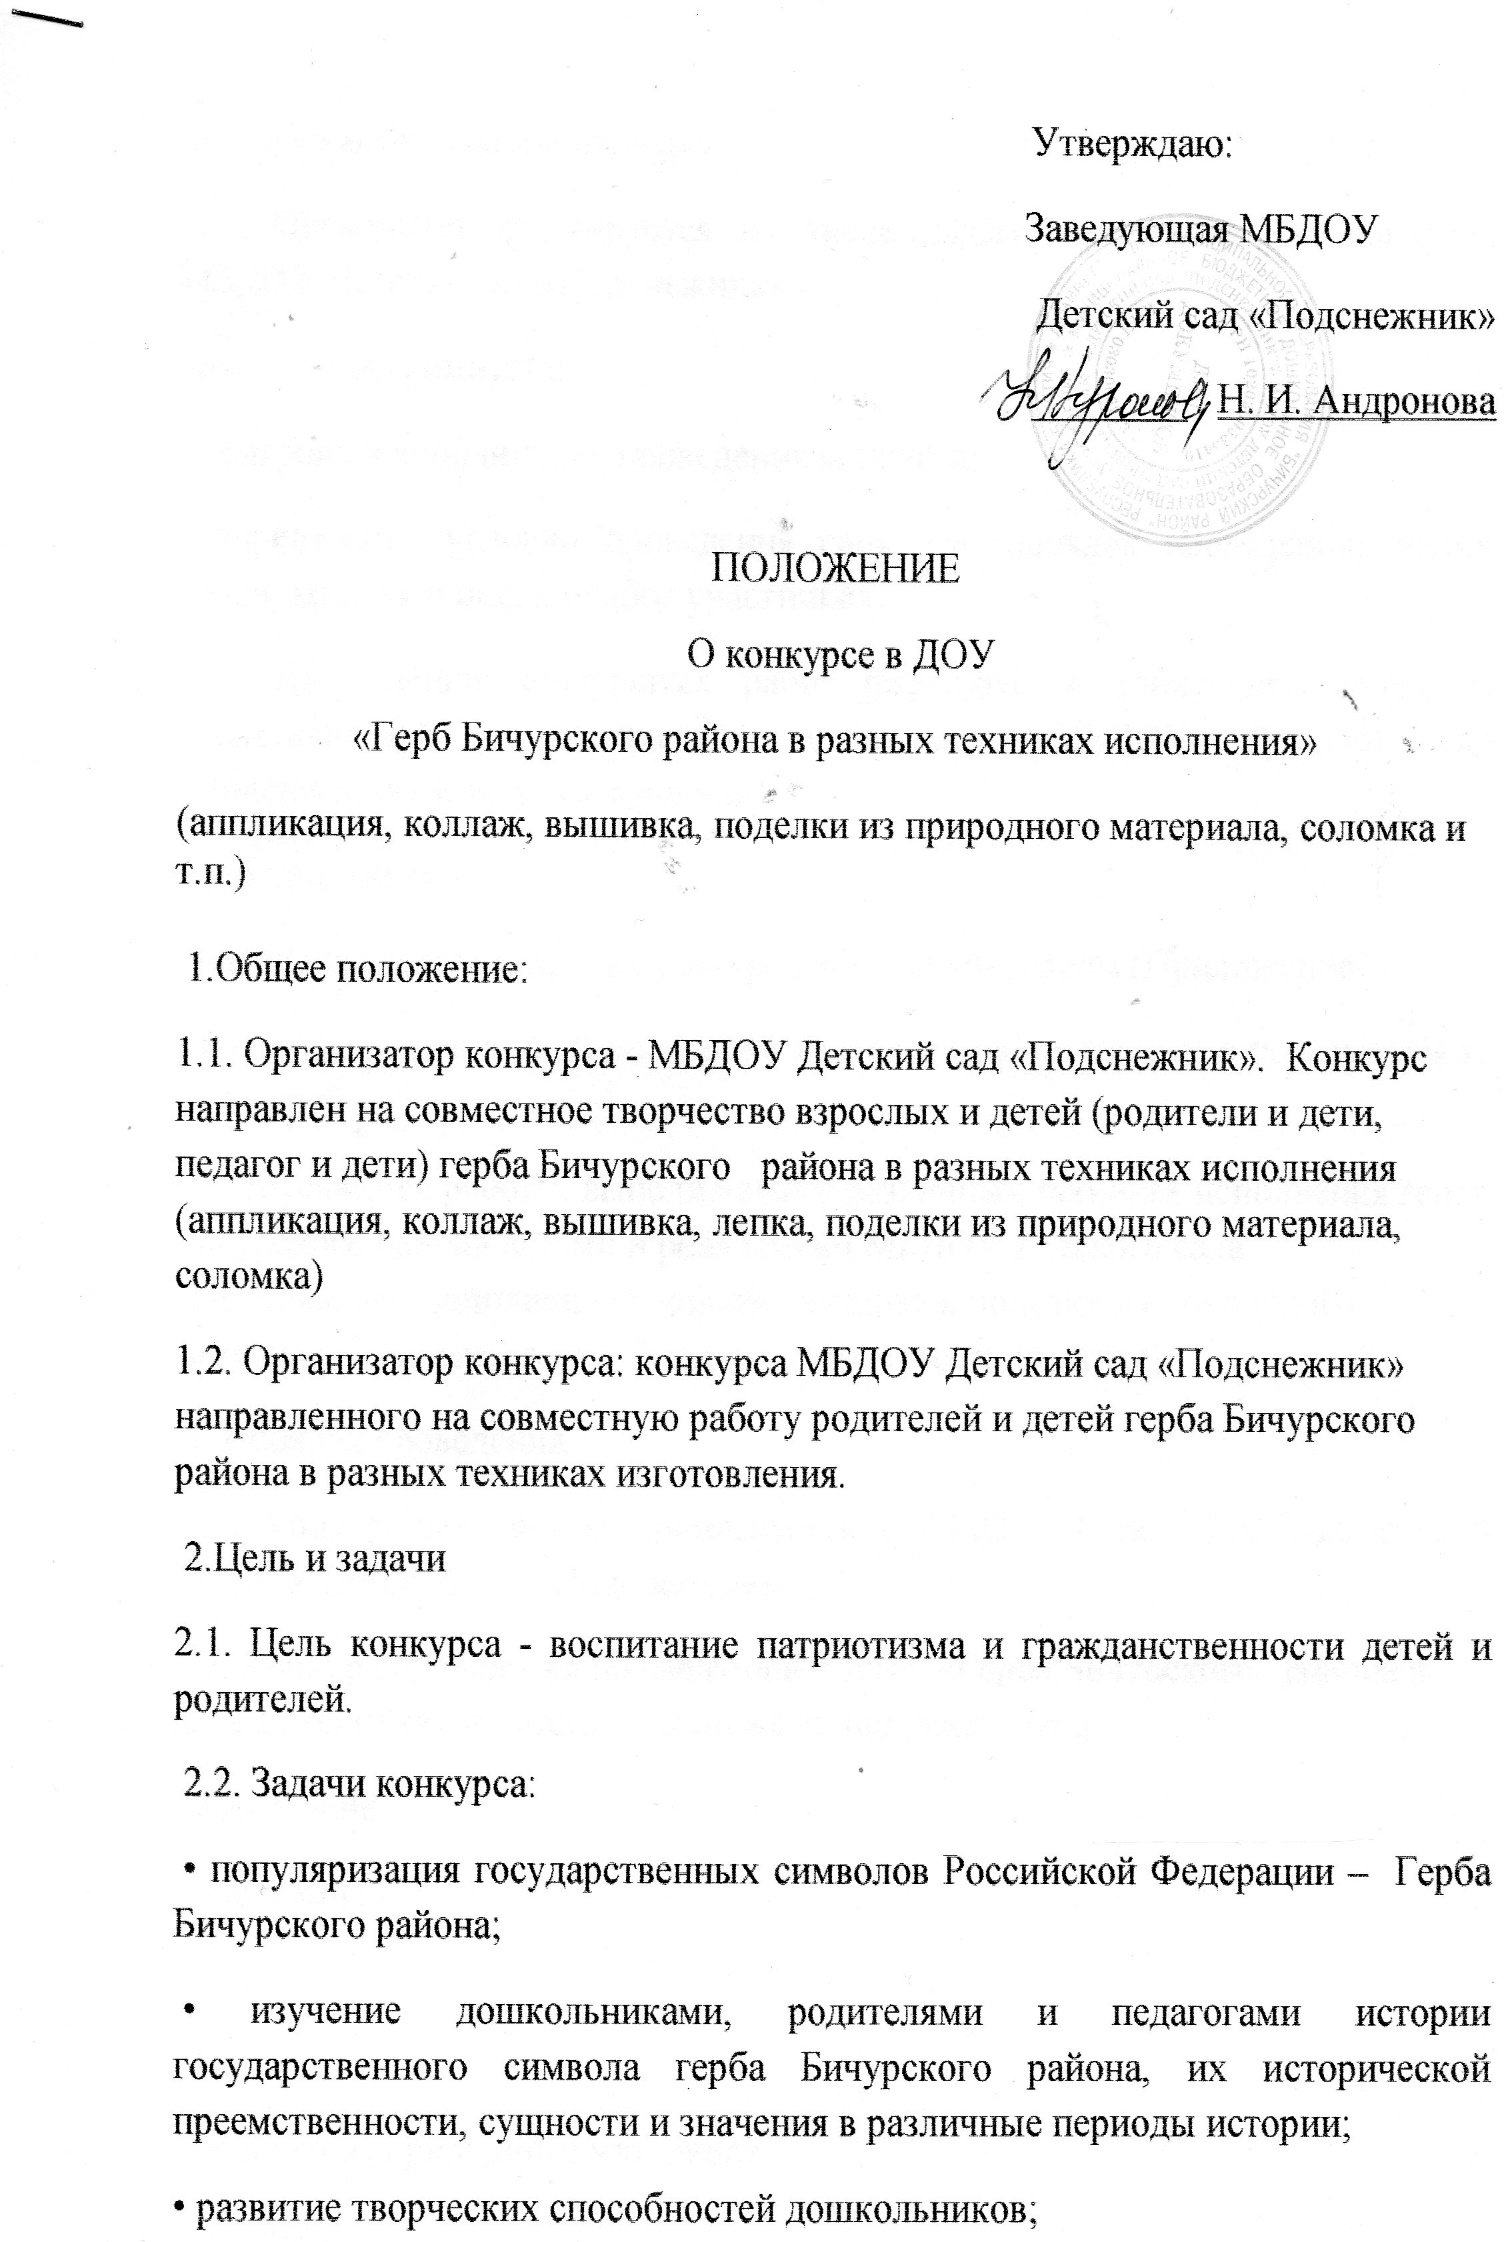 Утверждаю:
Заведующая МБДОУ
Детский сад «Подснежник»
Н. И. Андронова
ПОЛОЖЕНИЕ
О конкурсе в ДОУ
«Герб Бичурского района в разных техниках исполнения»
(аппликация, коллаж, вышивка, поделки из природного материала, соломка и
т.п.)
1.Общее положение:
1.1. Организатор конкурса - МБДОУ Детский сад «Подснежник». Конкурс
направлен на совместное творчество взрослых и детей (родители и дети,
педагог и дети) герба Бичурского района в разных техниках исполнения
(аппликация, коллаж, вышивка, лепка, поделки из природного материала,
соломка)
1.2. Организатор конкурса: конкурса МБДОУ Детский сад «Подснежник»
направленного на совместную работу родителей и детей герба Бичурского
района в разных техниках изготовления.
2.Цель и задачи
2.1. Цель конкурса - воспитание патриотизма и гражданственности детей и
родителей.
2.2. Задачи конкурса:
• популяризация государственных символов Российской Федерации – Герба
Бичурского района;
• изучение дошкольниками, родителями и педагогами истории
государственного символа герба Бичурского района, их исторической
преемственности, сущности и значения в различные периоды истории;
• развитие творческих способностей дошкольников;